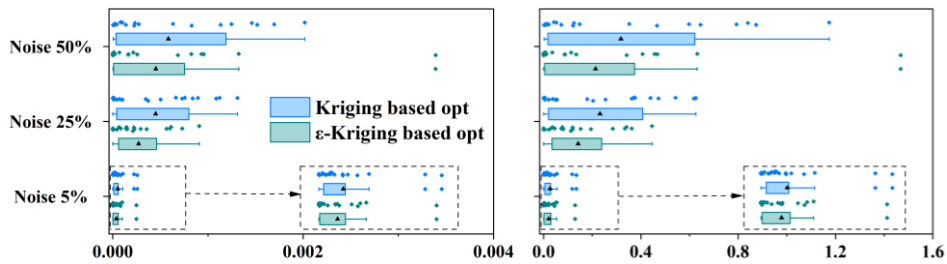 Noise 50%
Noise 25%
Noise 5%
Kriging based opt
ε-Kriging based opt
0.000
0.002
0.004
0.0
0.4
0.8
1.2
1.6